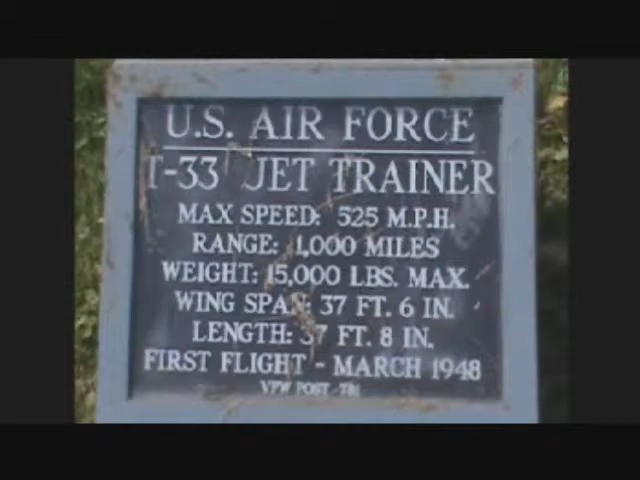 U.S. AIR FORCE
T-33 JET TRAINER
MAX SPEED: 525 M.P.H.
RANGE: 1,000 MILES
WEIGHT: 15,000 LBS. MAX.
WING SPAN: 37 FT. 6 IN.
LENGTH: 37 FT. 8 IN.
FIRST FLIGHT - MARCH 1948
VFW POST